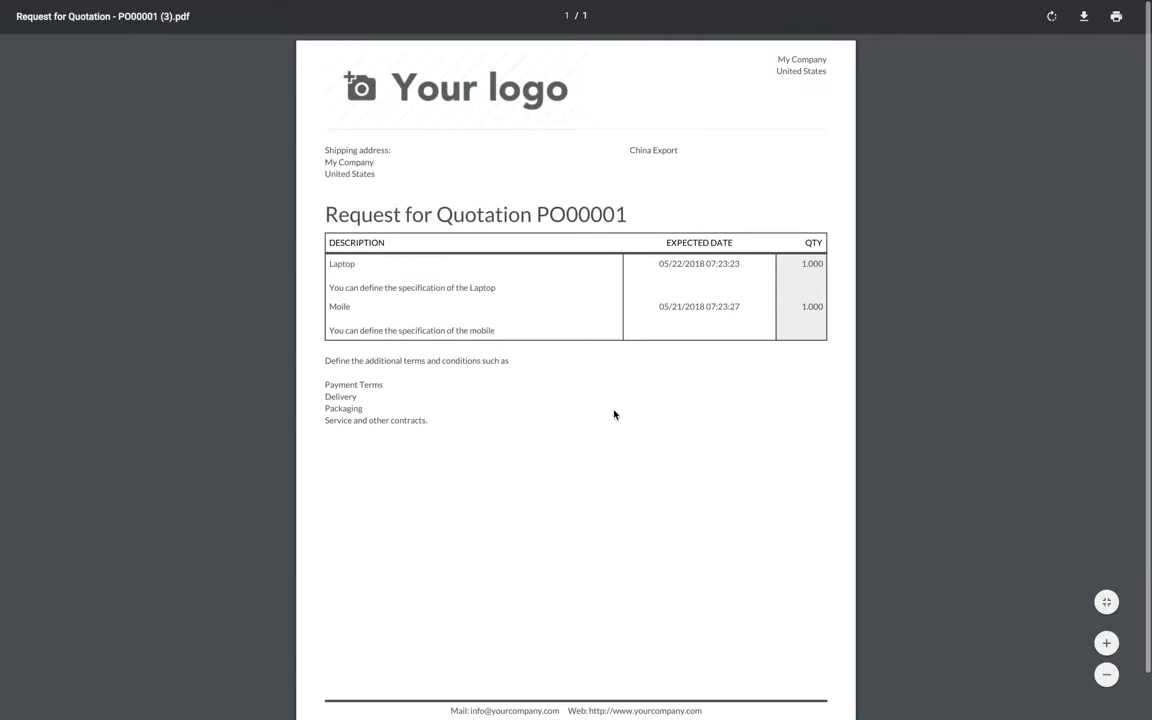 Request for Quotation - PO00001 (3).pdf
1 / 1
Your logo
My Company
United States
Shipping address:
My Company
United States
China Export
Request for Quotation PO00001
DESCRIPTION EXPECTED DATE QTY
Laptop 05/22/2018 07:23:23 1.000
You can define the specification of the Laptop
Moile 05/21/2018 07:23:27 1.000
You can define the specification of the mobile
Define the additional terms and conditions such as
Payment Terms
Delivery
Packaging
Service and other contracts.
Mail: info@yourcompany.com Web: http://www.yourcompany.com